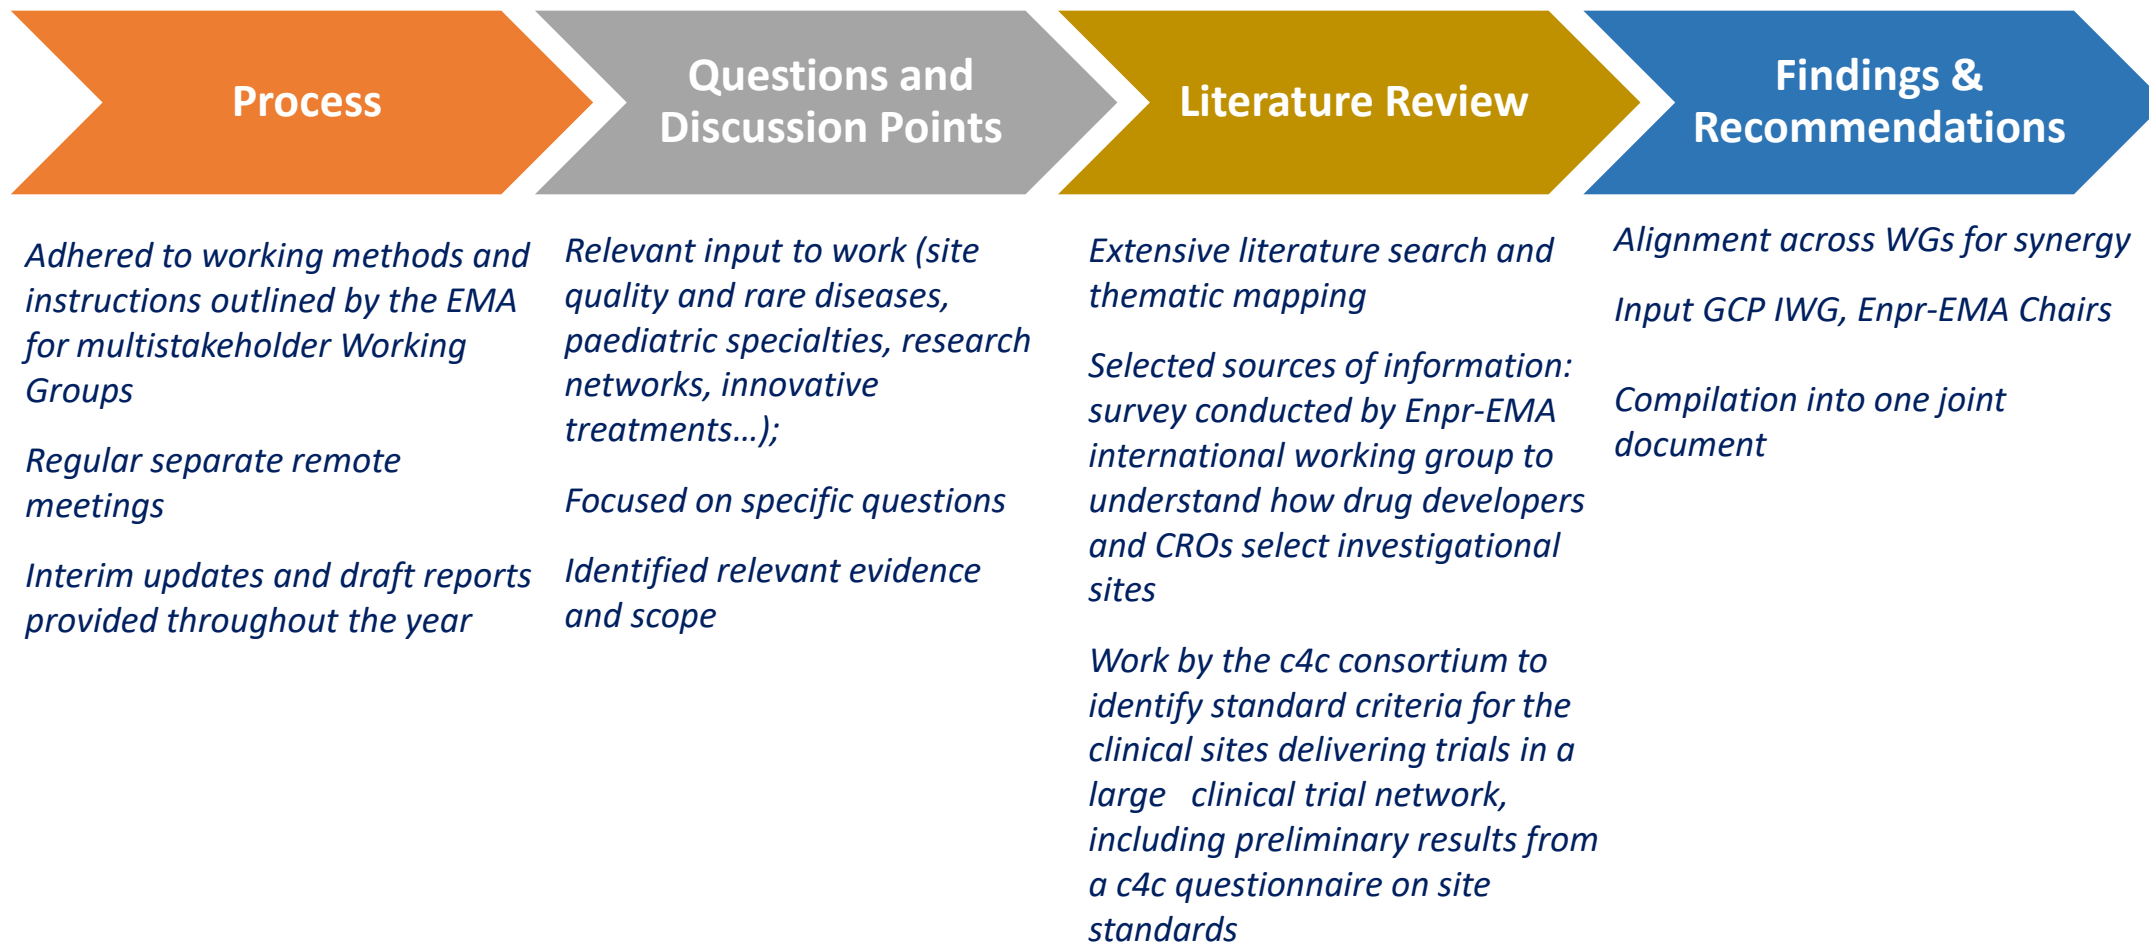 Process
Questions and
Discussion Points
Literature Review
Findings &
Recommendations
Adhered to working methods and
instructions outlined by the EMA
for multistakeholder Working
Groups
Regular separate remote
meetings
Interim updates and draft reports
provided throughout the year
Relevant input to work (site
quality and rare diseases,
paediatric specialties, research
networks, innovative
treatments…);
Focused on specific questions
Identified relevant evidence
and scope
Extensive literature search and
thematic mapping
Selected sources of information:
survey conducted by Enpr-EMA
international working group to
understand how drug developers
and CROs select investigational
sites
Work by the c4c consortium to
identify standard criteria for the
clinical sites delivering trials in a
large   clinical trial network,
including preliminary results from
a c4c questionnaire on site
standards
Alignment across WGs for synergy
Input GCP IWG, Enpr-EMA Chairs
Compilation into one joint
document